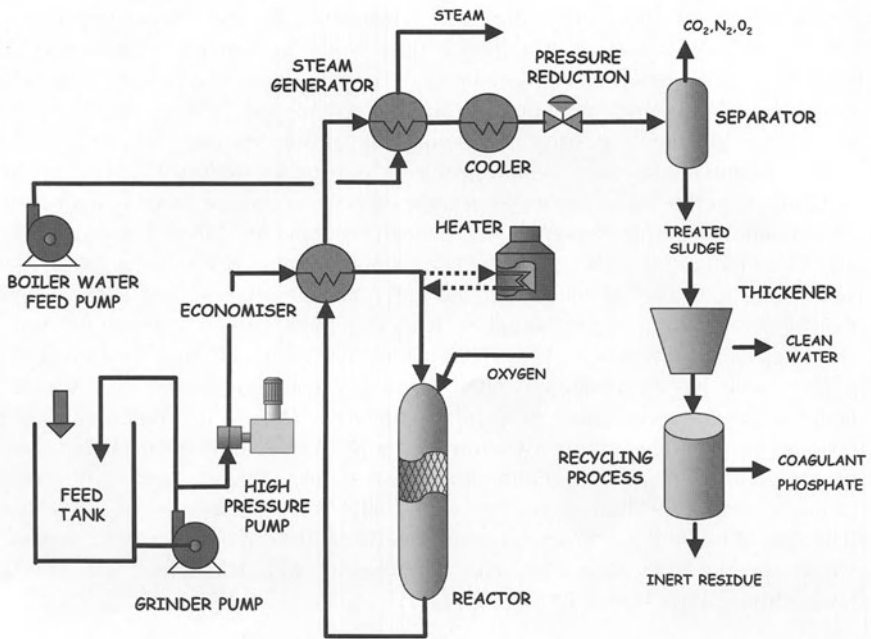 STEAM
CO2,N2,O2
STEAM
GENERATOR
PRESSURE
REDUCTION
SEPARATOR
COOLER
TREATED
SLUDGE
HEATER
BOILER WATER
FEED PUMP
ECONOMISER
THICKENER
CLEAN
WATER
OXYGEN
FEED
TANK
HIGH
PRESSURE
PUMP
RECYCLING
PROCESS
COAGULANT
PHOSPHATE
GRINDER PUMP
REACTOR
INERT RESIDUE